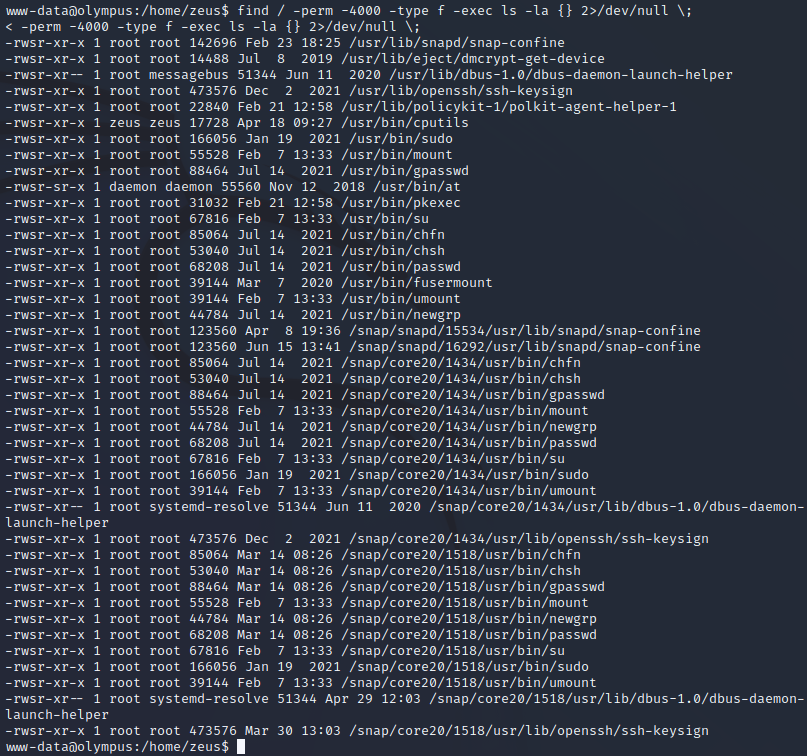 www-data@olympus:/home/zeus$ find / -perm -4000 -type f -exec ls -la {} 2>/dev/null \;
< -perm -4000 -type f -exec ls -la {} 2>/dev/null \;
-rwsr-xr-x 1 root root 142696 Feb 23 18:25 /usr/lib/snapd/snap-confine
-rwsr-xr-x 1 root root 14488 Jul  8  2019 /usr/lib/eject/dmcrypt-get-device
-rwsr-xr-- 1 root messagebus 51344 Jun 11  2020 /usr/lib/dbus-1.0/dbus-daemon-launch-helper
-rwsr-xr-x 1 root root 473576 Dec  2  2021 /usr/lib/openssh/ssh-keysign
-rwsr-xr-x 1 root root 22840 Feb 21 12:58 /usr/lib/policykit-1/polkit-agent-helper-1
-rwsr-xr-x 1 zeus zeus 17728 Apr 18 09:27 /usr/bin/cputils
-rwsr-xr-x 1 root root 166056 Jan 19  2021 /usr/bin/sudo
-rwsr-xr-x 1 root root 55528 Feb  7 13:33 /usr/bin/mount
-rwsr-xr-x 1 root root 88464 Jul 14  2021 /usr/bin/gpasswd
-rwsr-sr-x 1 daemon daemon 55560 Nov 12  2018 /usr/bin/at
-rwsr-xr-x 1 root root 31032 Feb 21 12:58 /usr/bin/pkexec
-rwsr-xr-x 1 root root 67816 Feb  7 13:33 /usr/bin/su
-rwsr-xr-x 1 root root 85064 Jul 14  2021 /usr/bin/chfn
-rwsr-xr-x 1 root root 53040 Jul 14  2021 /usr/bin/chsh
-rwsr-xr-x 1 root root 68208 Jul 14  2021 /usr/bin/passwd
-rwsr-xr-x 1 root root 39144 Mar  7  2020 /usr/bin/fusermount
-rwsr-xr-x 1 root root 39144 Feb  7 13:33 /usr/bin/umount
-rwsr-xr-x 1 root root 44784 Jul 14  2021 /usr/bin/newgrp
-rwsr-xr-x 1 root root 123560 Apr  8 19:36 /snap/snapd/15534/usr/lib/snapd/snap-confine
-rwsr-xr-x 1 root root 123560 Jun 15 13:41 /snap/snapd/16292/usr/lib/snapd/snap-confine
-rwsr-xr-x 1 root root 85064 Jul 14  2021 /snap/core20/1434/usr/bin/chfn
-rwsr-xr-x 1 root root 53040 Jul 14  2021 /snap/core20/1434/usr/bin/chsh
-rwsr-xr-x 1 root root 88464 Jul 14  2021 /snap/core20/1434/usr/bin/gpasswd
-rwsr-xr-x 1 root root 55528 Feb  7 13:33 /snap/core20/1434/usr/bin/mount
-rwsr-xr-x 1 root root 44784 Jul 14  2021 /snap/core20/1434/usr/bin/newgrp
-rwsr-xr-x 1 root root 68208 Jul 14  2021 /snap/core20/1434/usr/bin/passwd
-rwsr-xr-x 1 root root 67816 Feb  7 13:33 /snap/core20/1434/usr/bin/su
-rwsr-xr-x 1 root root 166056 Jan 19  2021 /snap/core20/1434/usr/bin/sudo
-rwsr-xr-x 1 root root 39144 Feb  7 13:33 /snap/core20/1434/usr/bin/umount
-rwsr-xr-- 1 root systemd-resolve 51344 Jun 11  2020 /snap/core20/1434/usr/lib/dbus-1.0/dbus-daemon-
launch-helper
-rwsr-xr-x 1 root root 473576 Dec  2  2021 /snap/core20/1434/usr/lib/openssh/ssh-keysign
-rwsr-xr-x 1 root root 85064 Mar 14 08:26 /snap/core20/1518/usr/bin/chfn
-rwsr-xr-x 1 root root 53040 Mar 14 08:26 /snap/core20/1518/usr/bin/chsh
-rwsr-xr-x 1 root root 88464 Mar 14 08:26 /snap/core20/1518/usr/bin/gpasswd
-rwsr-xr-x 1 root root 55528 Feb  7 13:33 /snap/core20/1518/usr/bin/mount
-rwsr-xr-x 1 root root 44784 Mar 14 08:26 /snap/core20/1518/usr/bin/newgrp
-rwsr-xr-x 1 root root 68208 Mar 14 08:26 /snap/core20/1518/usr/bin/passwd
-rwsr-xr-x 1 root root 67816 Feb  7 13:33 /snap/core20/1518/usr/bin/su
-rwsr-xr-x 1 root root 166056 Jan 19  2021 /snap/core20/1518/usr/bin/sudo
-rwsr-xr-x 1 root root 39144 Feb  7 13:33 /snap/core20/1518/usr/bin/umount
-rwsr-xr-- 1 root systemd-resolve 51344 Apr 29 12:03 /snap/core20/1518/usr/lib/dbus-1.0/dbus-daemon-
launch-helper
-rwsr-xr-x 1 root root 473576 Mar 30 13:03 /snap/core20/1518/usr/lib/openssh/ssh-keysign
www-data@olympus:/home/zeus$